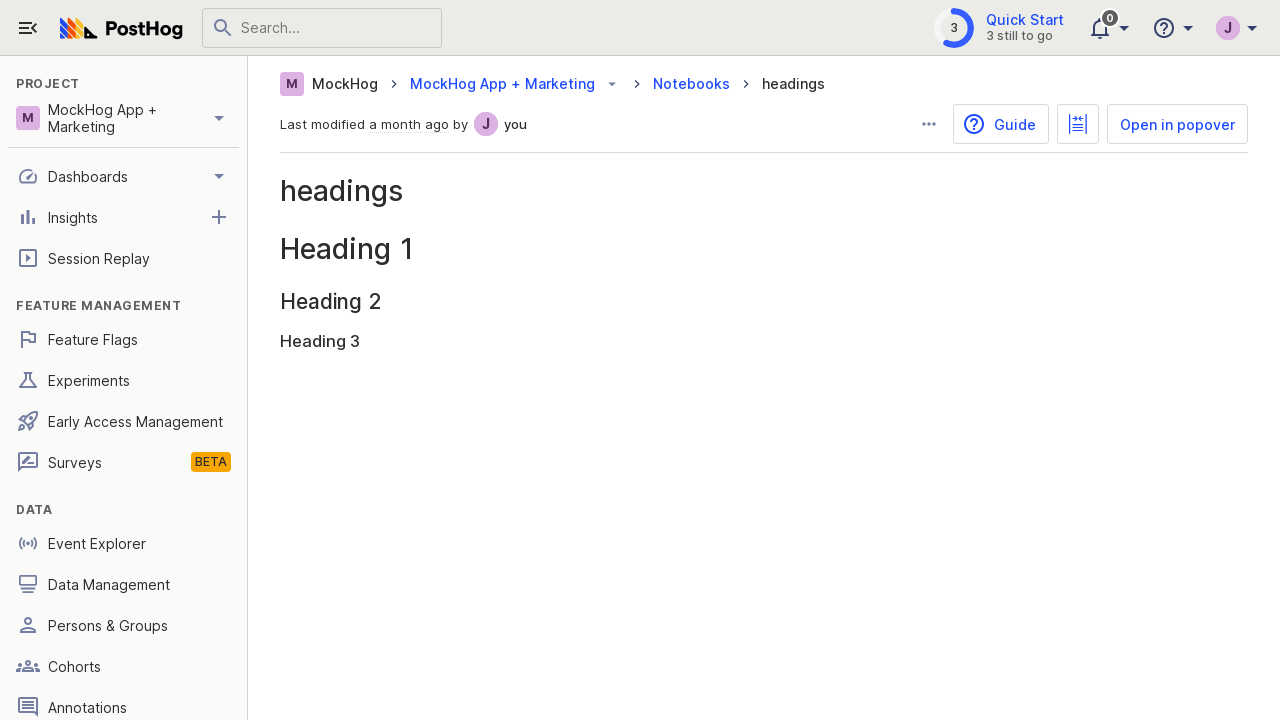 PostHog
Search...
3
Quick Start
3 still to go
0
J
PROJECT
M
MockHog App +
Marketing
Dashboards
Insights
Session Replay
FEATURE MANAGEMENT
Feature Flags
Experiments
Early Access Management
Surveys
BETA
DATA
Event Explorer
Data Management
Persons & Groups
Cohorts
Annotations
M MockHog > MockHog App + Marketing > Notebooks > headings
Last modified a month ago by J you
Guide
Open in popover
headings
Heading 1
Heading 2
Heading 3